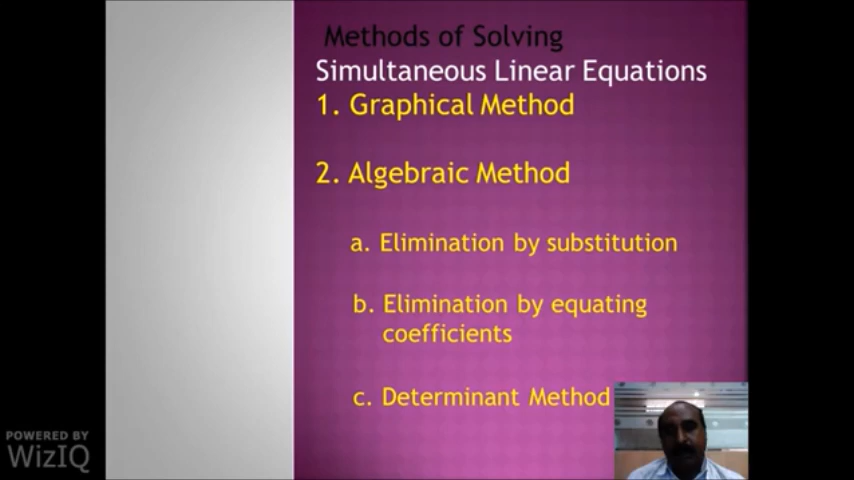 Methods of Solving
Simultaneous Linear Equations
1. Graphical Method
2. Algebraic Method
a. Elimination by substitution
b. Elimination by equating
coefficients
c. Determinant Method
POWERED BY
WizIQ